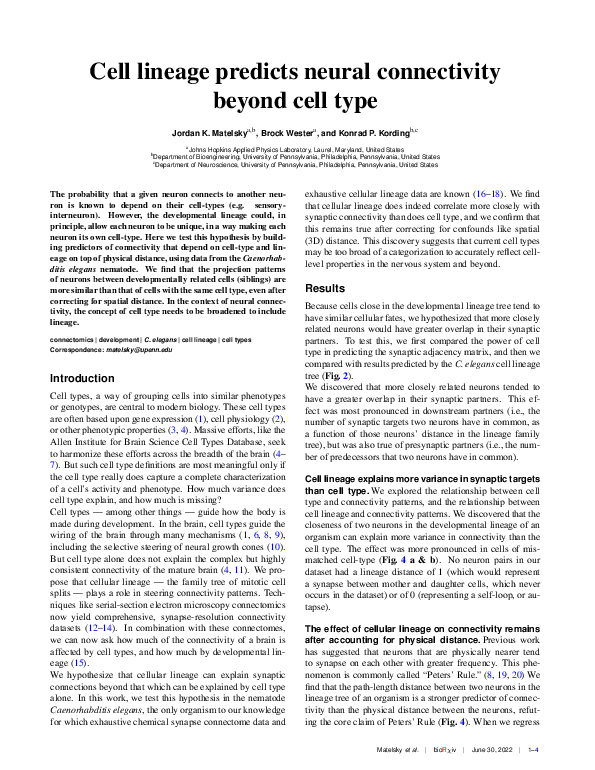 Cell lineage predicts neural connectivity
beyond cell type
Jordan K. Matelsky^a,b, Brock Wester^a, and Konrad P. Kording^b,c
^aJohns Hopkins Applied Physics Laboratory, Laurel, Maryland, United States
^bDepartment of Bioengineering, University of Pennsylvania, Philadelphia, Pennsylvania, United States
^cDepartment of Neuroscience, University of Pennsylvania, Philadelphia, Pennsylvania, United States
The probability that a given neuron connects to another neu-
ron is known to depend on their cell-types (e.g. sensory-
interneuron). However, the developmental lineage could, in
principle, allow each neuron to be unique, in a way making each
neuron its own cell-type. Here we test this hypothesis by build-
ing predictors of connectivity that depend on cell-type and lin-
eage on top of physical distance, using data from the Caenorhab-
ditis elegans nematode. We find that the projection patterns
of neurons between developmentally related cells (siblings) are
more similar than that of cells with the same cell type, even after
correcting for spatial distance. In the context of neural connec-
tivity, the concept of cell type needs to be broadened to include
lineage.
connectomics | development | C. elegans | cell lineage | cell types
Correspondence: matelsky@upenn.edu
Introduction
Cell types, a way of grouping cells into similar phenotypes
or genotypes, are central to modern biology. These cell types
are often based upon gene expression (1), cell physiology (2),
or other phenotypic properties (3, 4). Massive efforts, like the
Allen Institute for Brain Science Cell Types Database, seek
to harmonize these efforts across the breadth of the brain (4–
7). But such cell type definitions are most meaningful only if
the cell type really does capture a complete characterization
of a cell's activity and phenotype. How much variance does
cell type explain, and how much is missing?
Cell types — among other things — guide how the body is
made during development. In the brain, cell types guide the
wiring of the brain through many mechanisms (1, 6, 8, 9),
including the selective steering of neural growth cones (10).
But cell type alone does not explain the complex but highly
consistent connectivity of the mature brain (4, 11). We pro-
pose that cellular lineage — the family tree of mitotic cell
splits — plays a role in steering connectivity patterns. Tech-
niques like serial-section electron microscopy connectomics
now yield comprehensive, synapse-resolution connectivity
datasets (12–14). In combination with these connectomes,
we can now ask how much of the connectivity of a brain is
affected by cell types, and how much by developmental lin-
eage (15).
We hypothesize that cellular lineage can explain synaptic
connections beyond that which can be explained by cell type
alone. In this work, we test this hypothesis in the nematode
Caenorhabditis elegans, the only organism to our knowledge
for which exhaustive chemical synapse connectome data and
exhaustive cellular lineage data are known (16–18). We find
that cellular lineage does indeed correlate more closely with
synaptic connectivity than does cell type, and we confirm that
this remains true after correcting for confounds like spatial
(3D) distance. This discovery suggests that current cell types
may be too broad of a categorization to accurately reflect cell-
level properties in the nervous system and beyond.
Results
Because cells close in the developmental lineage tree tend to
have similar cellular fates, we hypothesized that more closely
related neurons would have greater overlap in their synaptic
partners. To test this, we first compared the power of cell
type in predicting the synaptic adjacency matrix, and then we
compared with results predicted by the C. elegans cell lineage
tree (Fig. 2).
We discovered that more closely related neurons tended to
have a greater overlap in their synaptic partners. This ef-
fect was most pronounced in downstream partners (i.e., the
number of synaptic targets two neurons have in common, as
a function of those neurons' distance in the lineage family
tree), but was also true of presynaptic partners (i.e., the num-
ber of predecessors that two neurons have in common).
Cell lineage explains more variance in synaptic targets
than cell type. We explored the relationship between cell
type and connectivity patterns, and the relationship between
cell lineage and connectivity patterns. We discovered that the
closeness of two neurons in the developmental lineage of an
organism can explain more variance in connectivity than the
cell type. The effect was more pronounced in cells of mis-
matched cell-type (Fig. 4 a & b). No neuron pairs in our
dataset had a lineage distance of 1 (which would represent
a synapse between mother and daughter cells, which never
occurs in the dataset) or of 0 (representing a self-loop, or au-
tapse).
The effect of cellular lineage on connectivity remains
after accounting for physical distance. Previous work
has suggested that neurons that are physically nearer tend
to synapse on each other with greater frequency. This phe-
nomenon is commonly called "Peters' Rule." (8, 19, 20) We
find that the path-length distance between two neurons in the
lineage tree of an organism is a stronger predictor of connec-
tivity than the physical distance between the neurons, refut-
ing the core claim of Peters' Rule (Fig. 4). When we regress
Matelsky et al. | bioRχiv | June 30, 2022 | 1–4